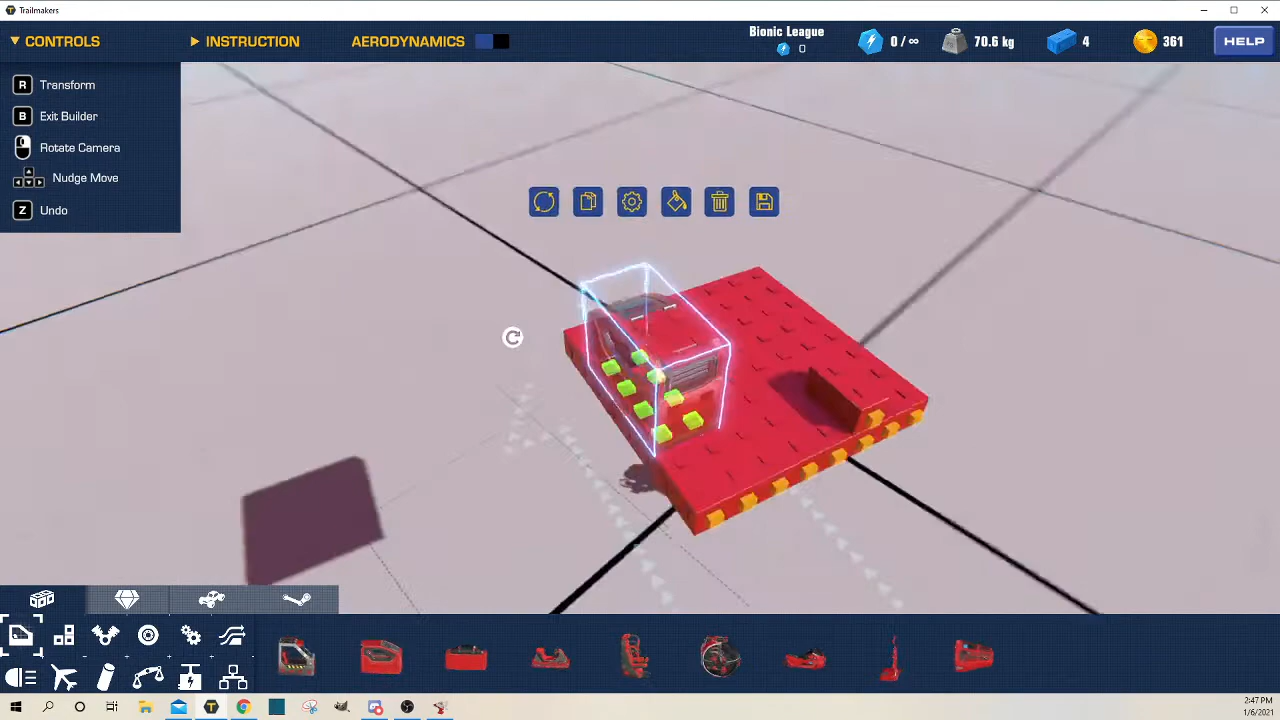 Trailmakers
CONTROLS
INSTRUCTION
AERODYNAMICS
Bionic League
0
0 / ∞
70.6 kg
4
361
HELP
R Transform
B Exit Builder
Rotate Camera
Nudge Move
Z Undo
2:47 PM
1/6/2021